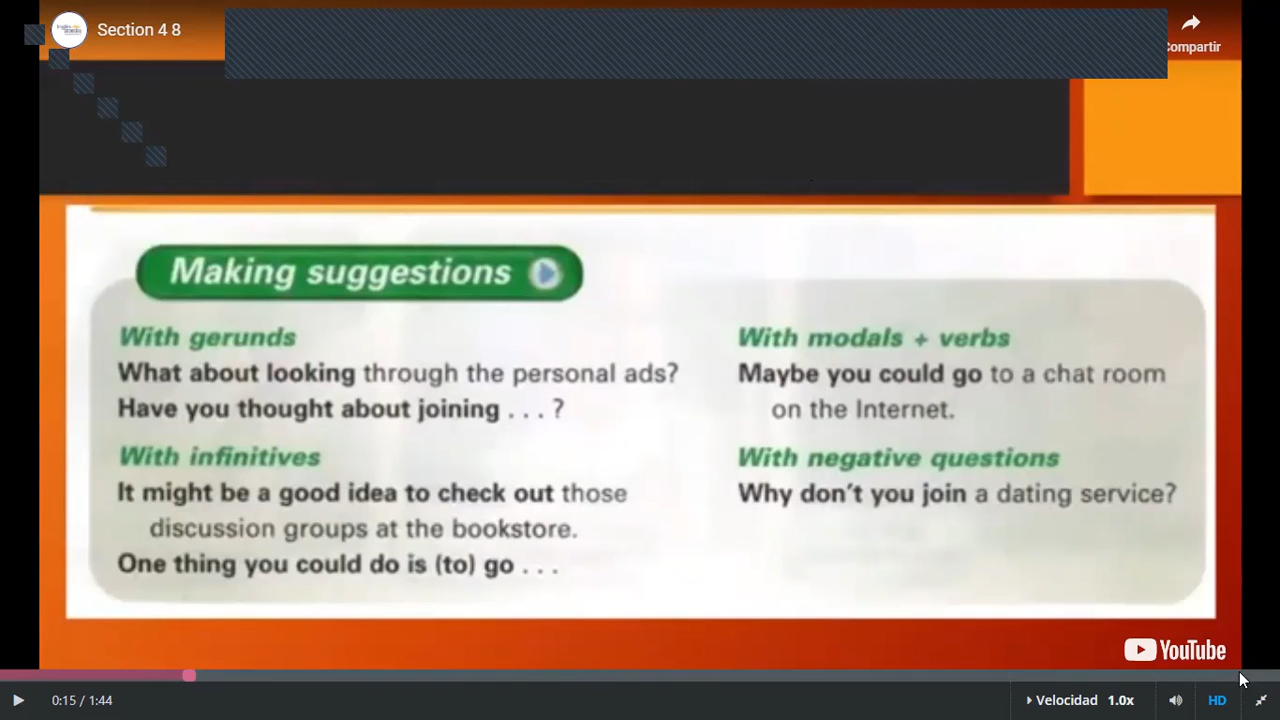 Section 4 8
Compartir
Making suggestions
With gerunds
What about looking through the personal ads?
Have you thought about joining . . . ?
With infinitives
It might be a good idea to check out those
discussion groups at the bookstore.
One thing you could do is (to) go . . .
With modals + verbs
Maybe you could go to a chat room
on the Internet.
With negative questions
Why don't you join a dating service?
YouTube
0:15 / 1:44
Velocidad 1.0x
HD